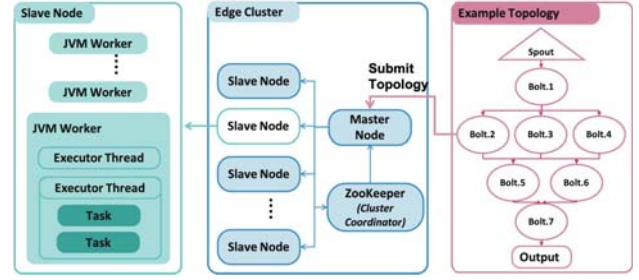 Slave Node
JVM Worker
JVM Worker
JVM Worker
Executor Thread
Executor Thread
Task
Task
Edge Cluster
Slave Node
Slave Node
Slave Node
Slave Node
Master
Node
ZooKeeper
(Cluster
Coordinator)
Submit
Topology
Example Topology
Spout
Bolt.1
Bolt.2
Bolt.3
Bolt.4
Bolt.5
Bolt.6
Bolt.7
Output